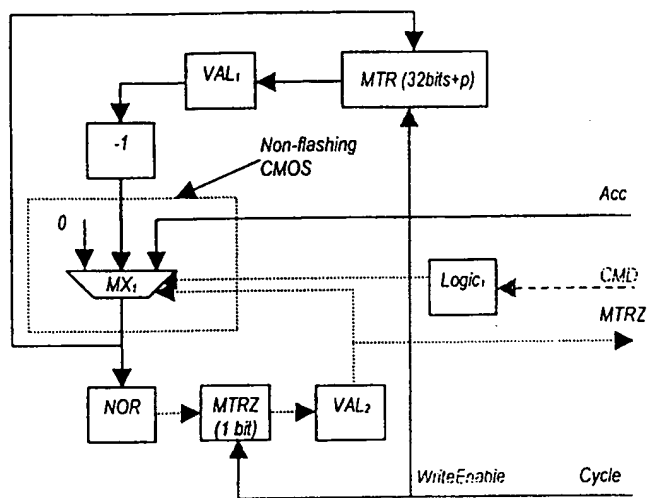 VAL₁
MTR (32bits+p)
-1
Non-flashing
CMOS
Acc
0
MX₁
Logic₁
CMD
MTRZ
NOR
MTRZ
(1 bit)
VAL₂
WriteEnable
Cycle